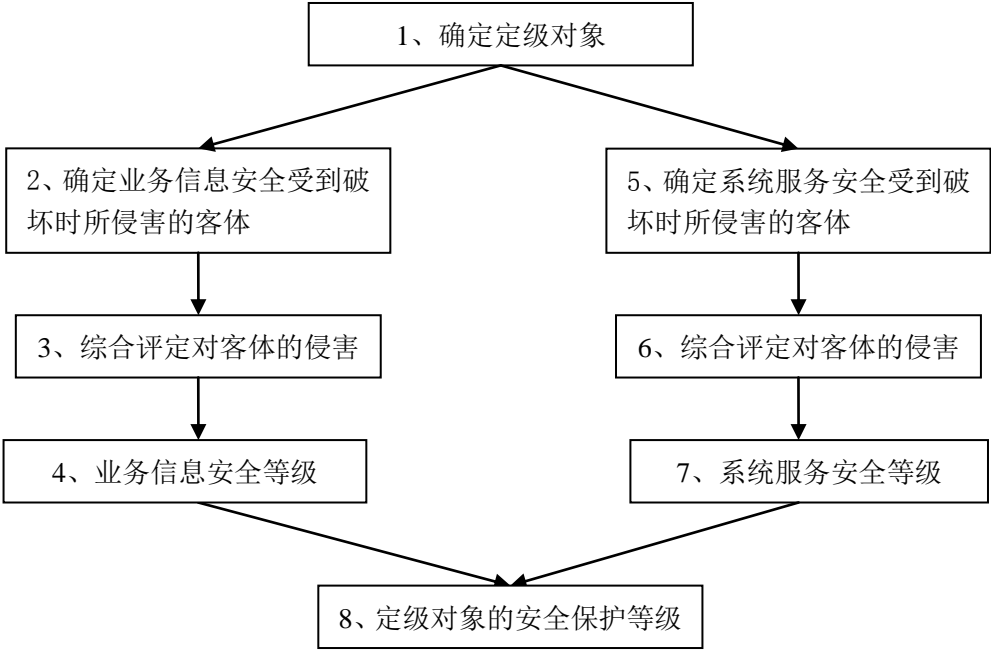 1、确定定级对象
2、确定业务信息安全受到破
坏时所侵害的客体
5、确定系统服务安全受到破
坏时所侵害的客体
3、综合评定对客体的侵害
6、综合评定对客体的侵害
4、业务信息安全等级
7、系统服务安全等级
8、定级对象的安全保护等级